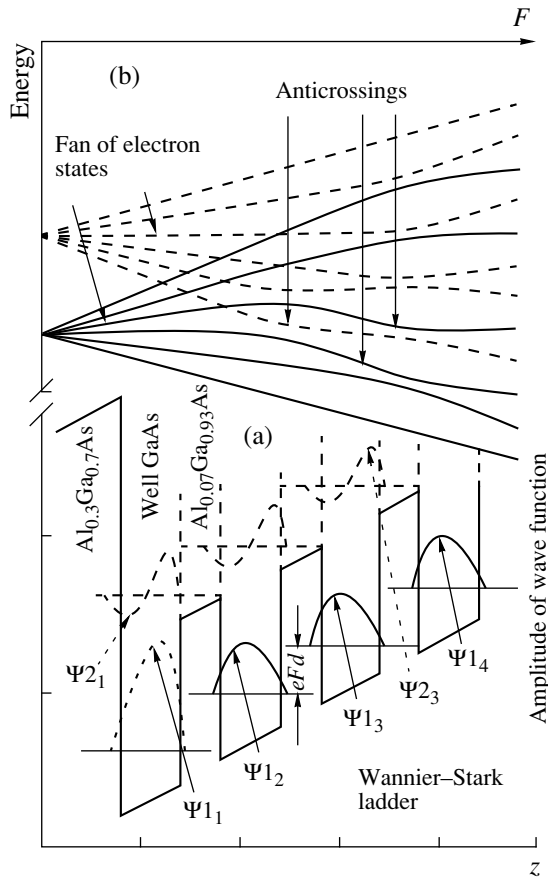 F
Energy
(b)
Anticrossings
Fan of electron
states
(a)
Al0.3Ga0.7As
Well GaAs
Al0.07Ga0.93As
Amplitude of wave function
Ψ2₁
eFd
Ψ2₃
Ψ1₄
Ψ1₃
Ψ1₂
Ψ1₁
Wannier–Stark
ladder
z